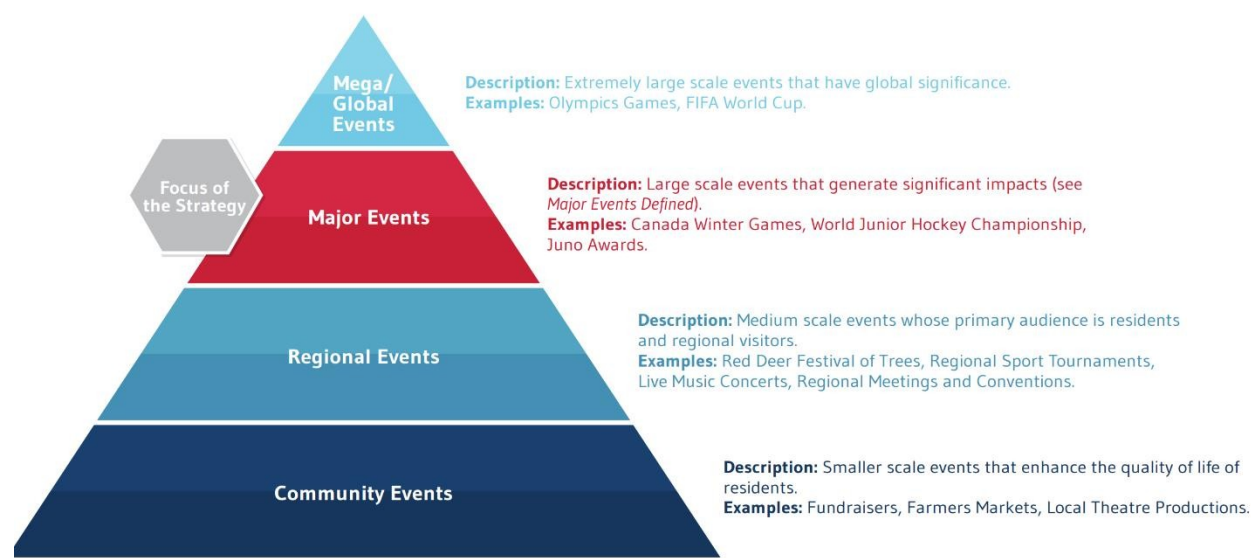 Mega/
Global
Events
Description: Extremely large scale events that have global significance.
Examples: Olympics Games, FIFA World Cup.
Focus of
the Strategy
Major Events
Description: Large scale events that generate significant impacts (see
Major Events Defined).
Examples: Canada Winter Games, World Junior Hockey Championship,
Juno Awards.
Regional Events
Description: Medium scale events whose primary audience is residents
and regional visitors.
Examples: Red Deer Festival of Trees, Regional Sport Tournaments,
Live Music Concerts, Regional Meetings and Conventions.
Community Events
Description: Smaller scale events that enhance the quality of life of
residents.
Examples: Fundraisers, Farmers Markets, Local Theatre Productions.